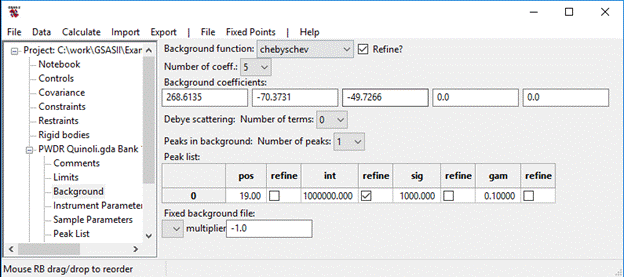 File Data Calculate Import Export | File Fixed Points | Help
Project: C:\work\GSASII\Exan
Notebook
Controls
Covariance
Constraints
Restraints
Rigid bodies
PWDR Quinoli.gda Bank
Comments
Limits
Background
Instrument Parameters
Sample Parameters
Peak List
Background function: chebyschev Refine?
Number of coeff.: 5
Background coefficients:
268.6135 -70.3731 -49.7266 0.0 0.0
Debye scattering: Number of terms: 0
Peaks in background: Number of peaks: 1
Peak list:
pos refine int refine sig refine gam refine
0 19.00 1000000.000 1000.000 0.10000
Fixed background file:
multiplier -1.0
Mouse RB drag/drop to reorder